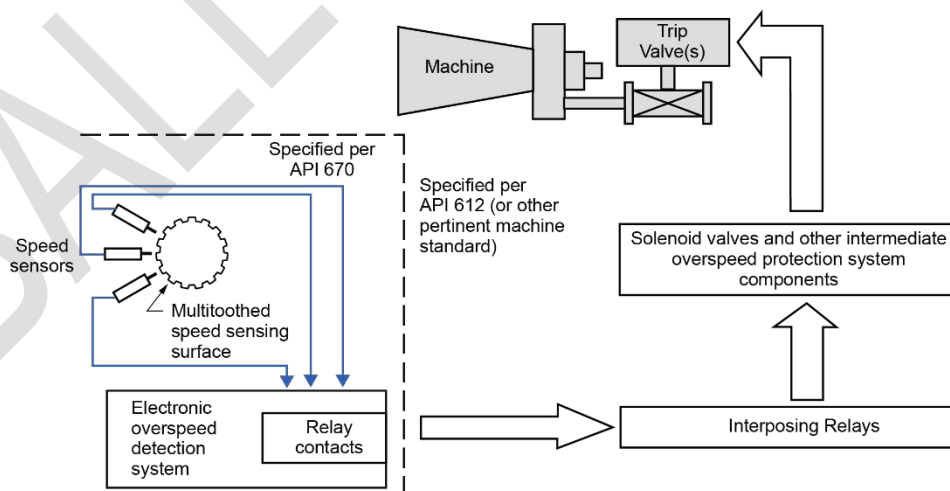 Machine
Trip
Valve(s)
Specified per
API 670
Specified per
API 612 (or other
pertinent machine
standard)
Speed
sensors
Multitoothed
speed sensing
surface
Solenoid valves and other intermediate
overspeed protection system
components
Electronic
overspeed
detection
system
Relay
contacts
Interposing Relays